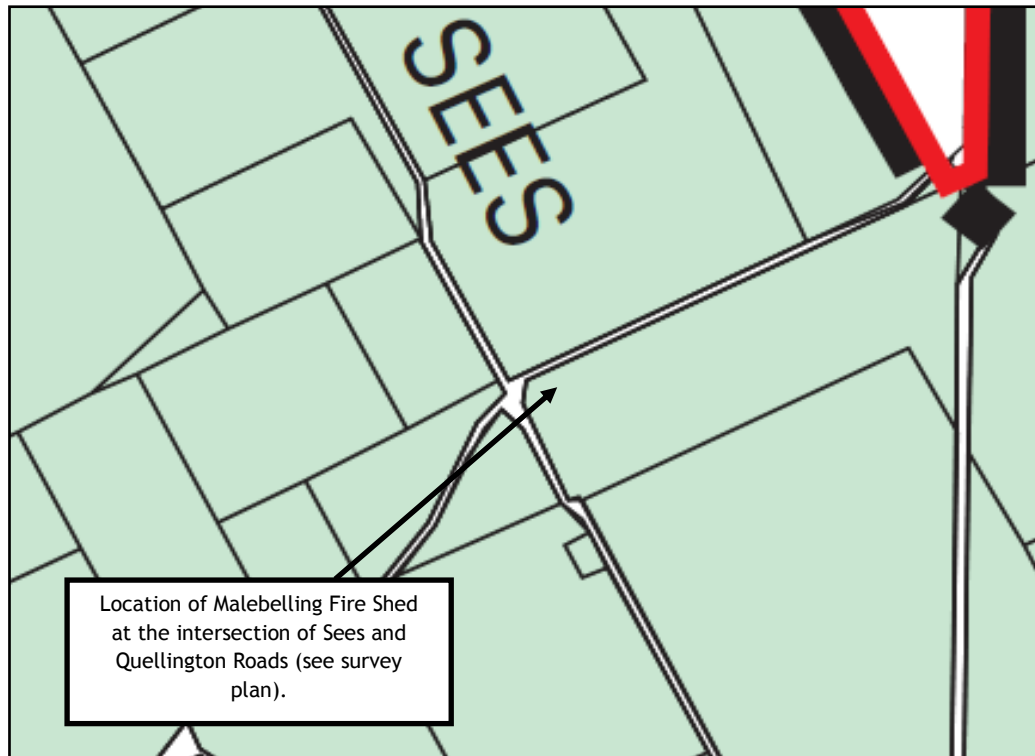 SEES
Location of Malebelling Fire Shed
at the intersection of Sees and
Quellington Roads (see survey
plan).